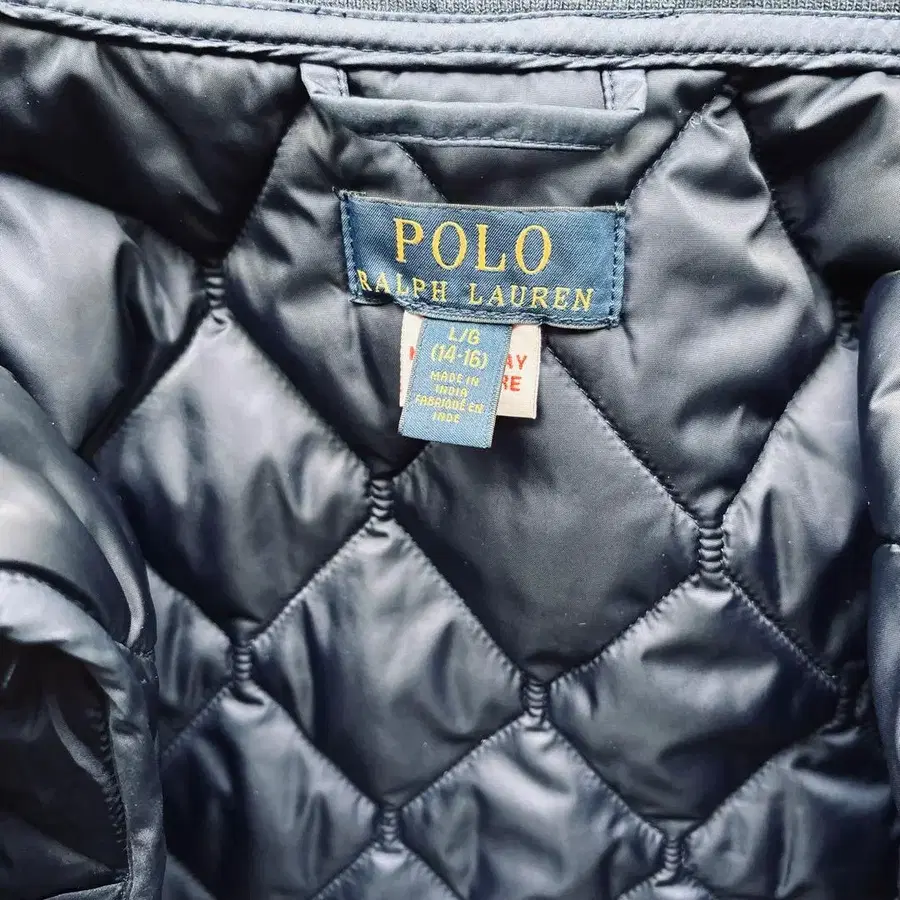 POLO
RALPH LAUREN
L/G
(14-16)
MADE IN
INDIA
FABRIQUÉ EN
INDE